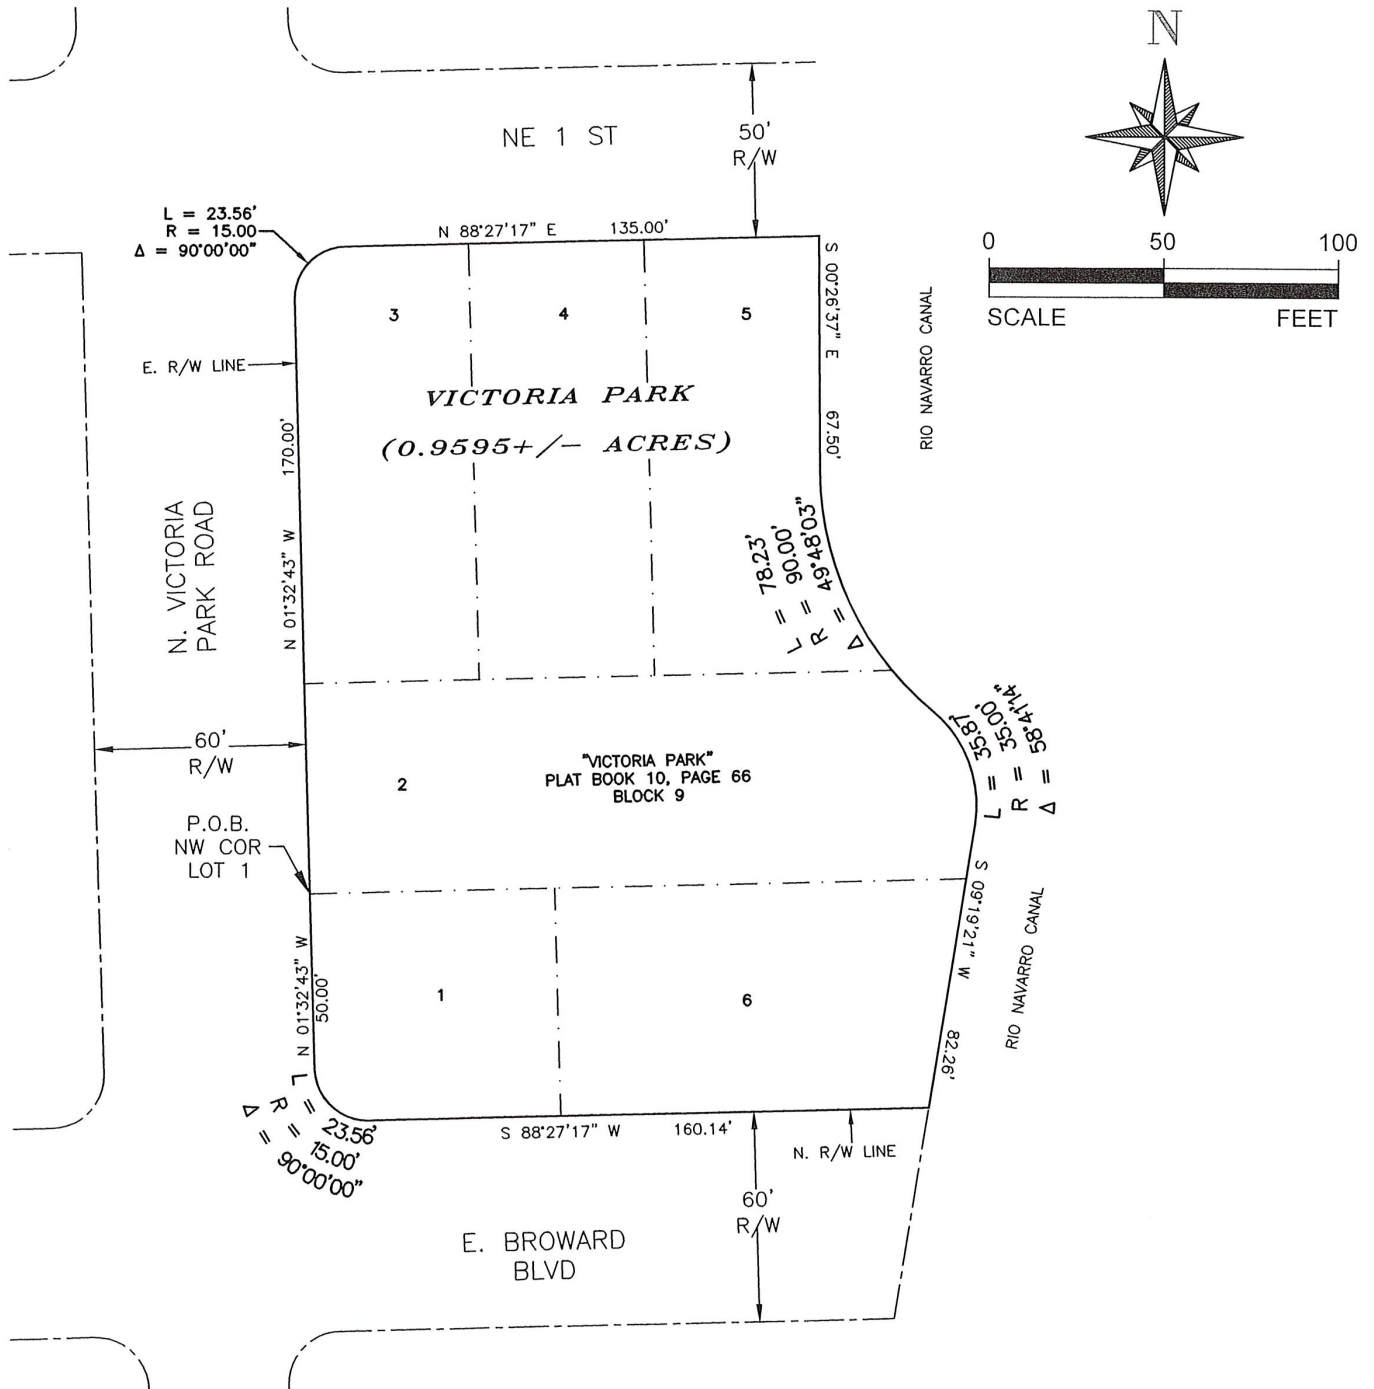 N
50'
R/W
NE 1 ST
0 50 100
SCALE FEET
L = 23.56'
R = 15.00
Δ = 90°00'00"
N 88°27'17" E 135.00'
S 00°26'37" E 67.50'
RIO NAVARRO CANAL
3
4
5
E. R/W LINE
VICTORIA PARK
(0.9595+/- ACRES)
N 01°32'43" W 170.00'
N. VICTORIA
PARK ROAD
L = 78.23'
R = 90.00'
Δ = 49°48'03"
L = 35.87'
R = 35.00'
Δ = 58°41'14"
60'
R/W
2
"VICTORIA PARK"
PLAT BOOK 10, PAGE 66
BLOCK 9
P.O.B.
NW COR
LOT 1
S 09°19'21" W 82.26'
RIO NAVARRO CANAL
N 01°32'43" W
50.00'
1
6
L = 23.56'
R = 15.00'
Δ = 90°00'00"
S 88°27'17" W 160.14'
N. R/W LINE
60'
R/W
E. BROWARD
BLVD